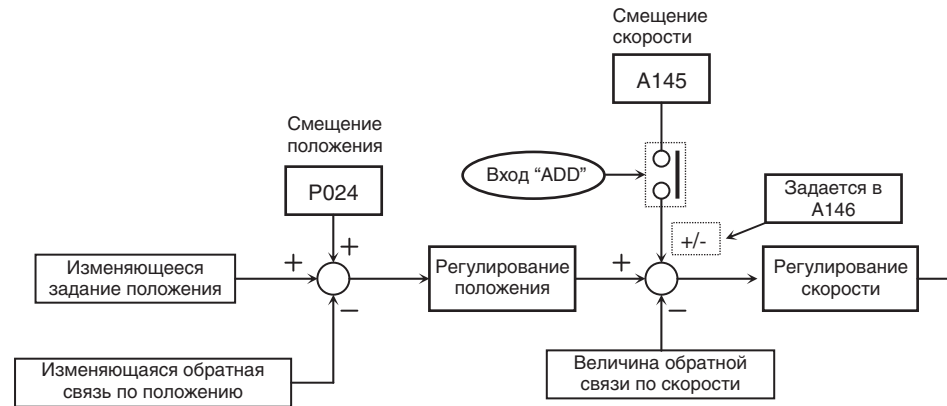 Смещение
скорости
A145
Смещение
положения
P024
Вход “ADD”
Задается в
A146
+/-
+
+
−
Изменяющееся
задание положения
Регулирование
положения
+
−
Регулирование
скорости
Изменяющаяся обратная
связь по положению
Величина обратной
связи по скорости